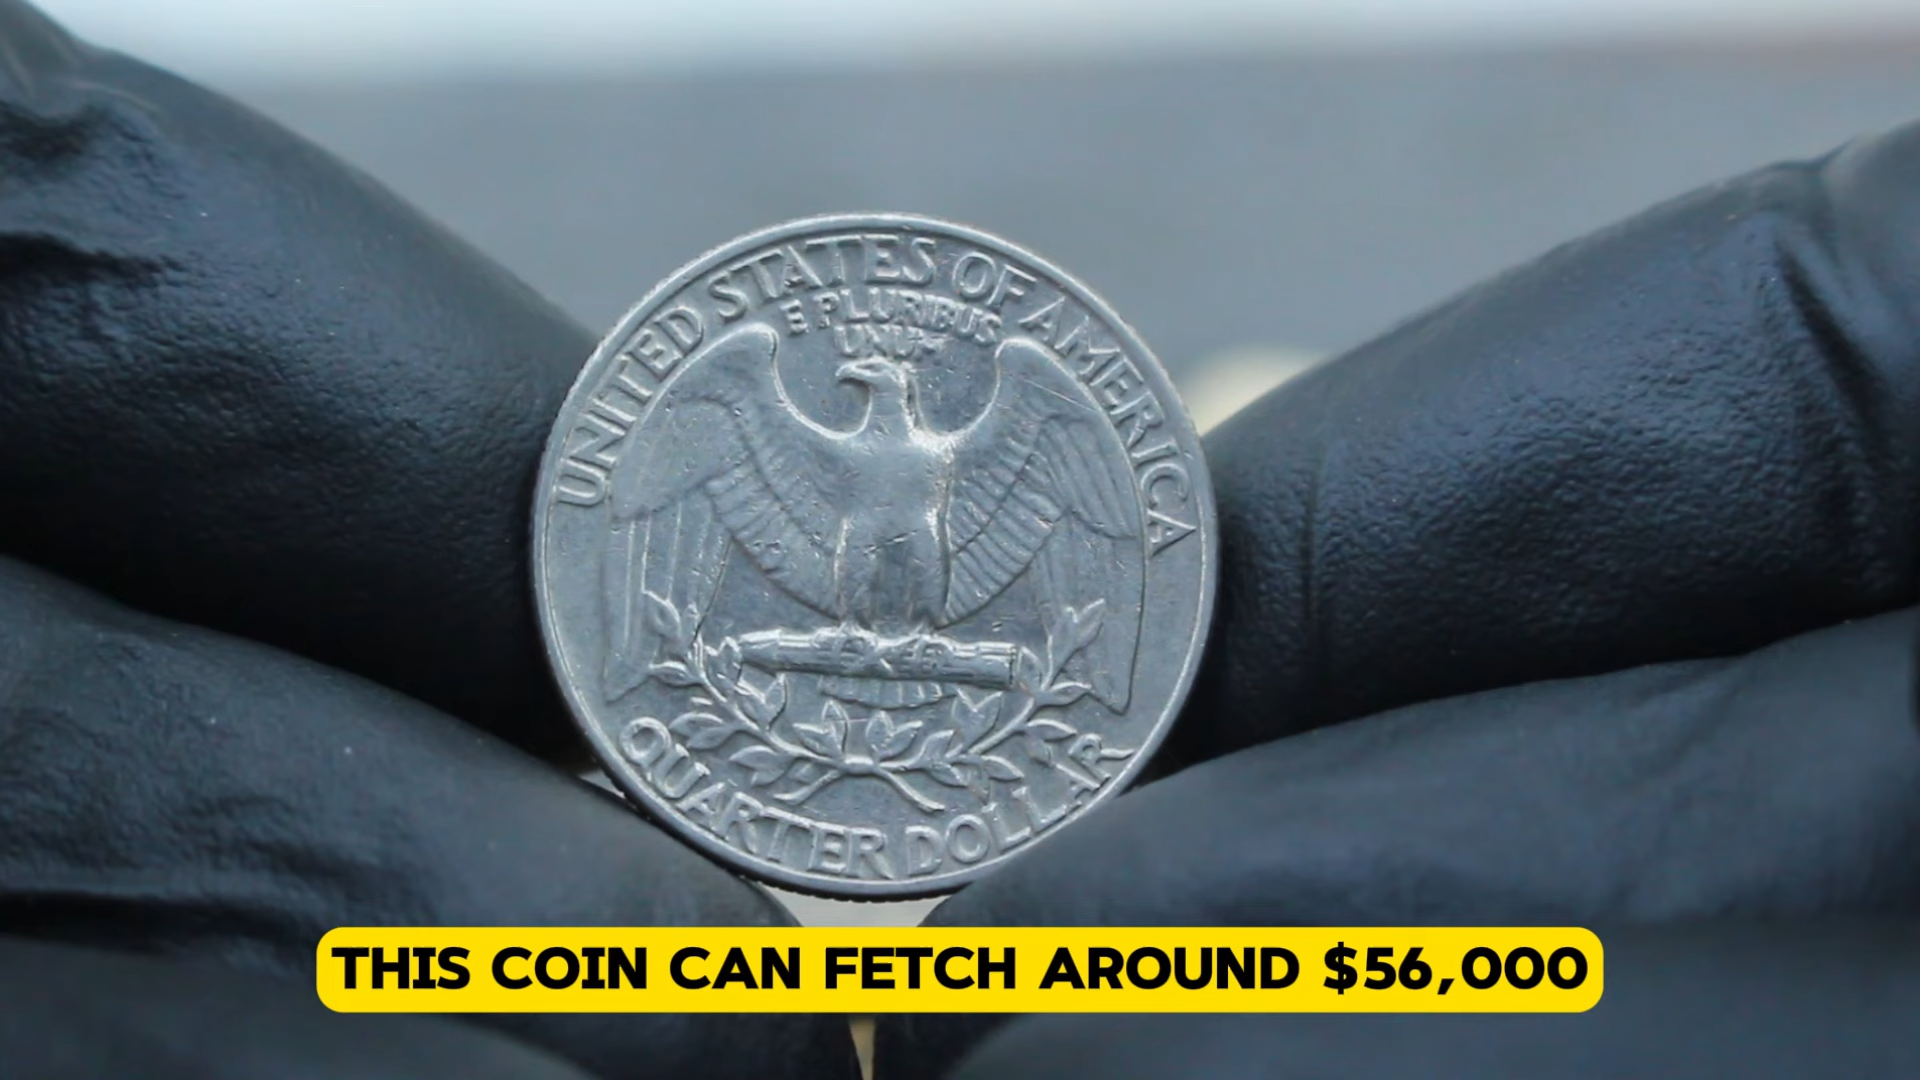 UNITED STATES OF AMERICA
E PLURIBUS
UNUM
QUARTER DOLLAR
THIS COIN CAN FETCH AROUND $56,000